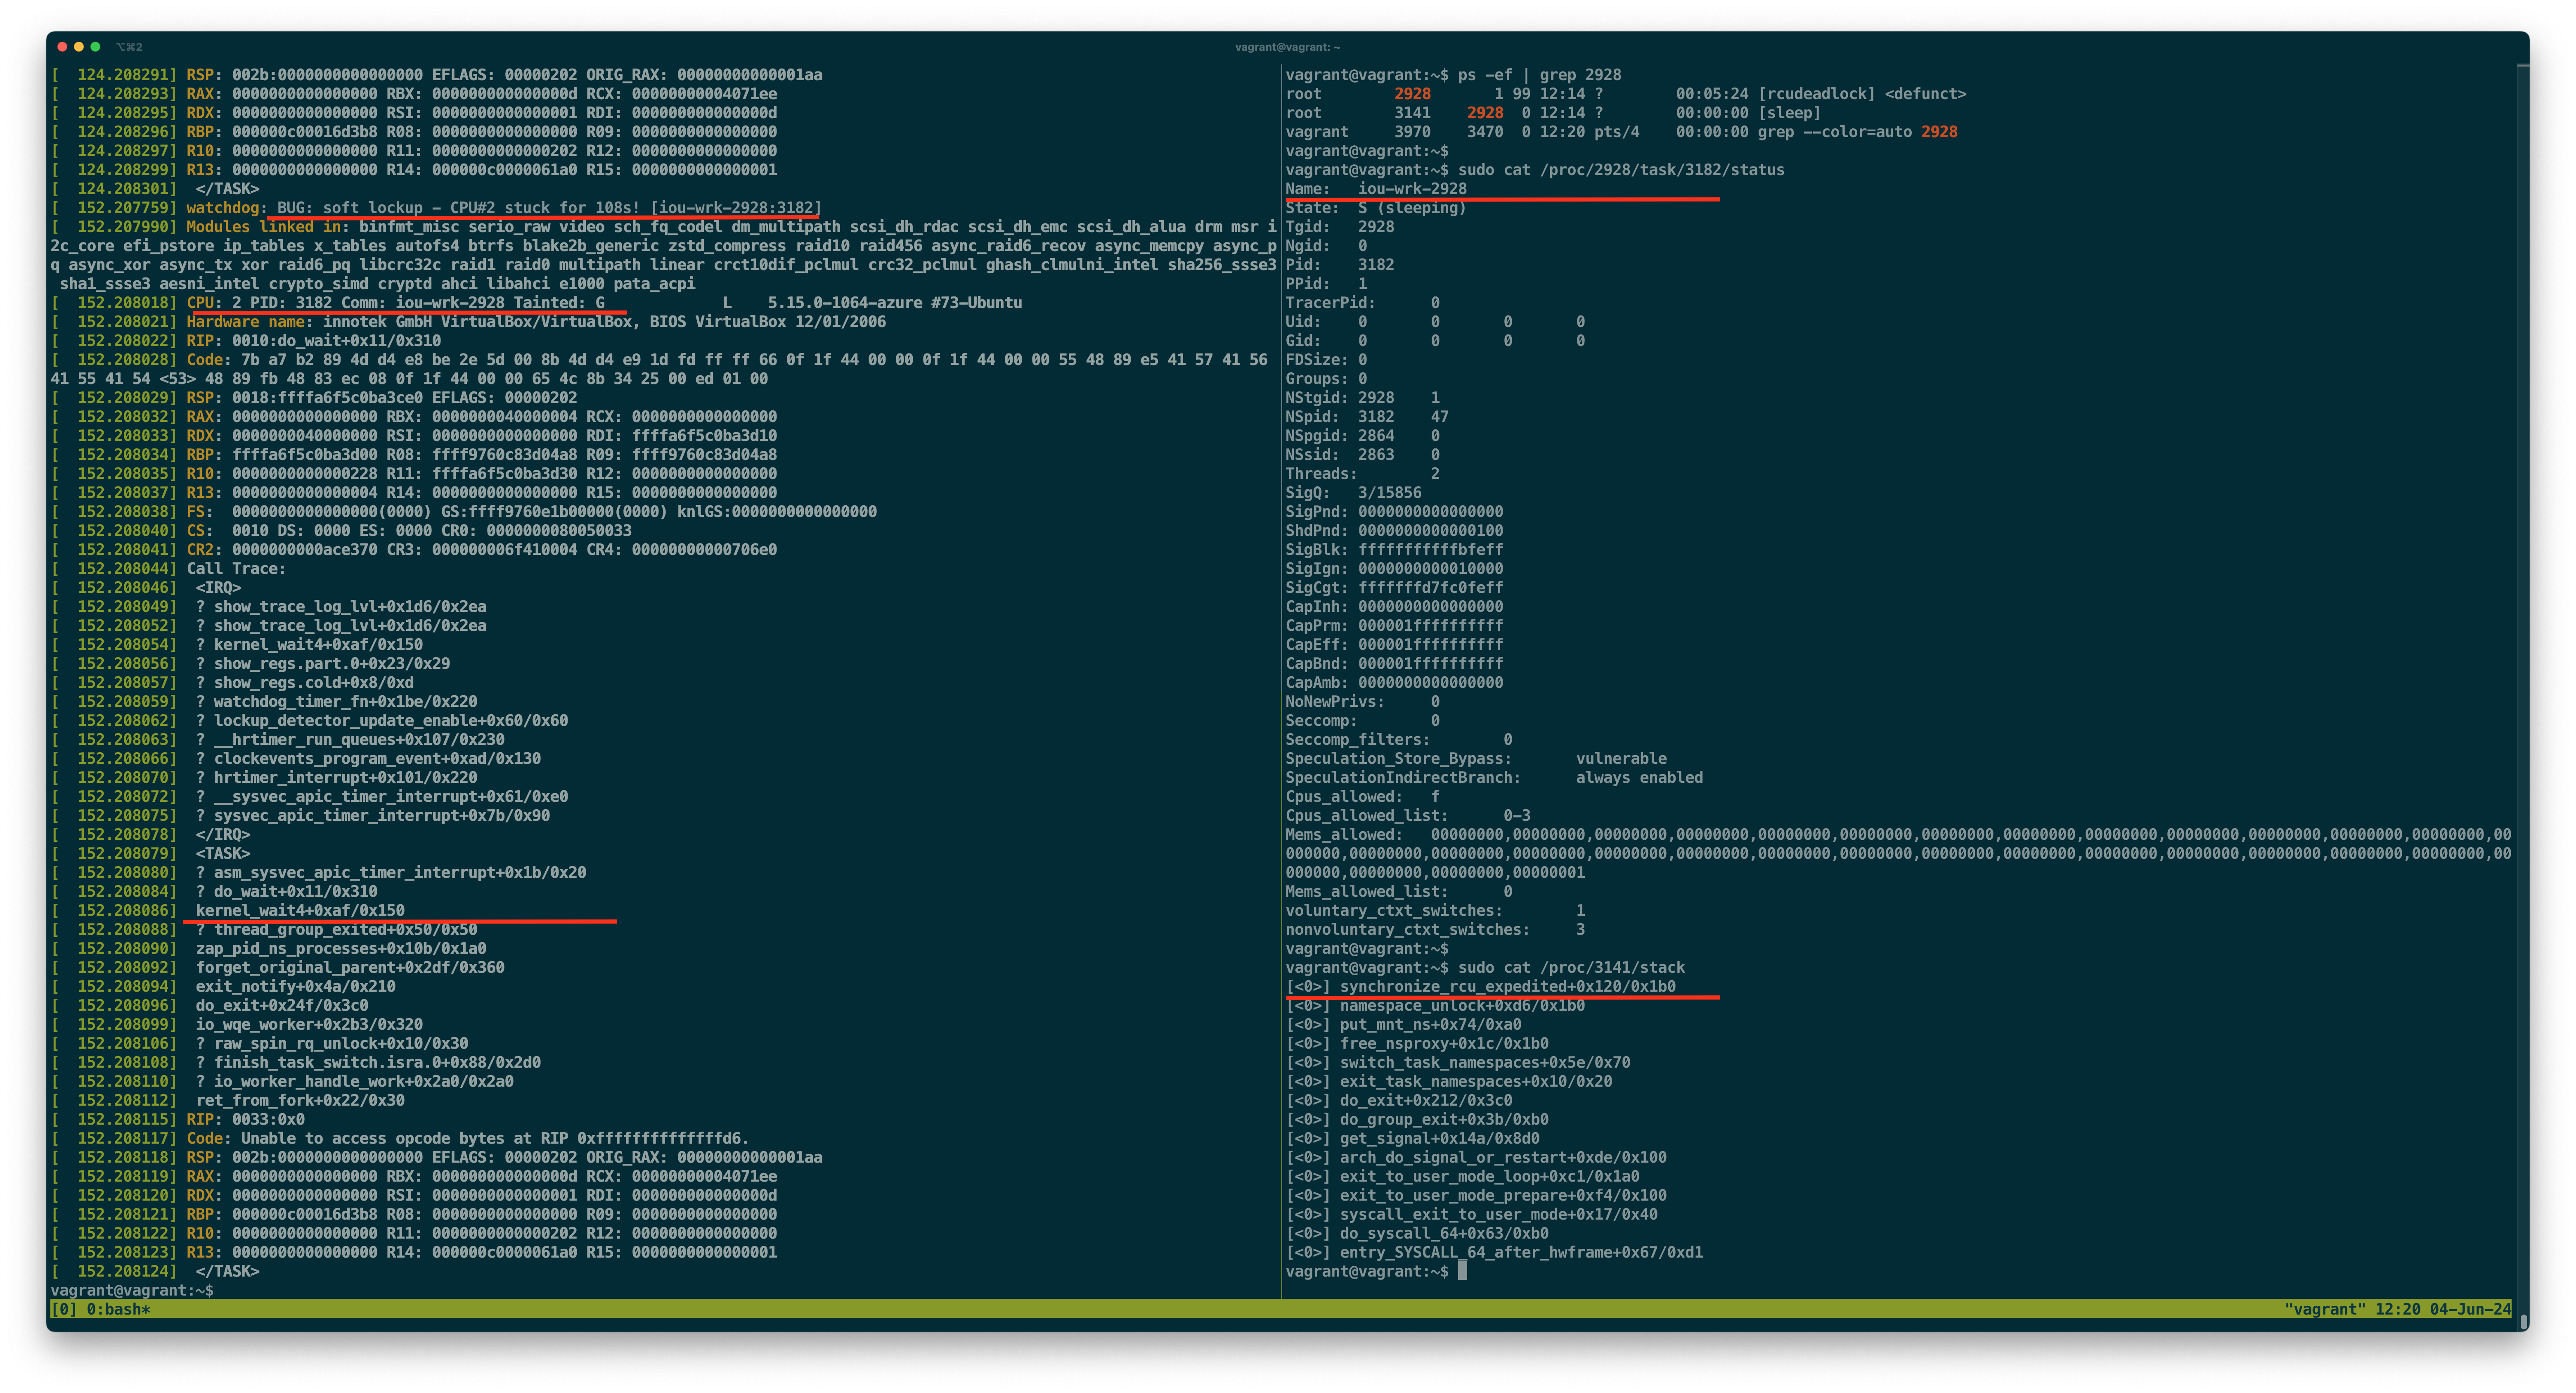 ⌥⌘2
vagrant@vagrant: ~
[  124.208291] RSP: 002b:0000000000000000 EFLAGS: 00000202 ORIG_RAX: 00000000000001aa
[  124.208293] RAX: 0000000000000000 RBX: 000000000000000d RCX: 00000000004071ee
[  124.208295] RDX: 0000000000000000 RSI: 0000000000000001 RDI: 000000000000000d
[  124.208296] RBP: 000000c00016d3b8 R08: 0000000000000000 R09: 0000000000000000
[  124.208297] R10: 0000000000000000 R11: 0000000000000202 R12: 0000000000000000
[  124.208299] R13: 0000000000000000 R14: 000000c0000061a0 R15: 0000000000000001
[  124.208301]  </TASK>
[  152.207759] watchdog: BUG: soft lockup - CPU#2 stuck for 108s! [iou-wrk-2928:3182]
[  152.207990] Modules linked in: binfmt_misc serio_raw video sch_fq_codel dm_multipath scsi_dh_rdac scsi_dh_emc scsi_dh_alua drm msr i
2c_core efi_pstore ip_tables x_tables autofs4 btrfs blake2b_generic zstd_compress raid10 raid456 async_raid6_recov async_memcpy async_p
q async_xor async_tx xor raid6_pq libcrc32c raid1 raid0 multipath linear crct10dif_pclmul crc32_pclmul ghash_clmulni_intel sha256_ssse3
 sha1_ssse3 aesni_intel crypto_simd cryptd ahci libahci e1000 pata_acpi
[  152.208018] CPU: 2 PID: 3182 Comm: iou-wrk-2928 Tainted: G             L    5.15.0-1064-azure #73-Ubuntu
[  152.208021] Hardware name: innotek GmbH VirtualBox/VirtualBox, BIOS VirtualBox 12/01/2006
[  152.208022] RIP: 0010:do_wait+0x11/0x310
[  152.208028] Code: 7b a7 b2 89 4d d4 e8 be 2e 5d 00 8b 4d d4 e9 1d fd ff ff 66 0f 1f 44 00 00 0f 1f 44 00 00 55 48 89 e5 41 57 41 56
41 55 41 54 <53> 48 89 fb 48 83 ec 08 0f 1f 44 00 00 65 4c 8b 34 25 00 ed 01 00
[  152.208029] RSP: 0018:ffffa6f5c0ba3ce0 EFLAGS: 00000202
[  152.208032] RAX: 0000000000000000 RBX: 0000000040000004 RCX: 0000000000000000
[  152.208033] RDX: 0000000040000000 RSI: 0000000000000000 RDI: ffffa6f5c0ba3d10
[  152.208034] RBP: ffffa6f5c0ba3d00 R08: ffff9760c83d04a8 R09: ffff9760c83d04a8
[  152.208035] R10: 0000000000000228 R11: ffffa6f5c0ba3d30 R12: 0000000000000000
[  152.208037] R13: 0000000000000004 R14: 0000000000000000 R15: 0000000000000000
[  152.208038] FS:  0000000000000000(0000) GS:ffff9760e1b00000(0000) knlGS:0000000000000000
[  152.208040] CS:  0010 DS: 0000 ES: 0000 CR0: 0000000080050033
[  152.208041] CR2: 0000000000ace370 CR3: 000000006f410004 CR4: 00000000000706e0
[  152.208044] Call Trace:
[  152.208046]  <IRQ>
[  152.208049]  ? show_trace_log_lvl+0x1d6/0x2ea
[  152.208052]  ? show_trace_log_lvl+0x1d6/0x2ea
[  152.208054]  ? kernel_wait4+0xaf/0x150
[  152.208056]  ? show_regs.part.0+0x23/0x29
[  152.208057]  ? show_regs.cold+0x8/0xd
[  152.208059]  ? watchdog_timer_fn+0x1be/0x220
[  152.208062]  ? lockup_detector_update_enable+0x60/0x60
[  152.208063]  ? __hrtimer_run_queues+0x107/0x230
[  152.208066]  ? clockevents_program_event+0xad/0x130
[  152.208070]  ? hrtimer_interrupt+0x101/0x220
[  152.208072]  ? __sysvec_apic_timer_interrupt+0x61/0xe0
[  152.208075]  ? sysvec_apic_timer_interrupt+0x7b/0x90
[  152.208078]  </IRQ>
[  152.208079]  <TASK>
[  152.208080]  ? asm_sysvec_apic_timer_interrupt+0x1b/0x20
[  152.208084]  ? do_wait+0x11/0x310
[  152.208086]  kernel_wait4+0xaf/0x150
[  152.208088]  ? thread_group_exited+0x50/0x50
[  152.208090]  zap_pid_ns_processes+0x10b/0x1a0
[  152.208092]  forget_original_parent+0x2df/0x360
[  152.208094]  exit_notify+0x4a/0x210
[  152.208096]  do_exit+0x24f/0x3c0
[  152.208099]  io_wqe_worker+0x2b3/0x320
[  152.208106]  ? raw_spin_rq_unlock+0x10/0x30
[  152.208108]  ? finish_task_switch.isra.0+0x88/0x2d0
[  152.208110]  ? io_worker_handle_work+0x2a0/0x2a0
[  152.208112]  ret_from_fork+0x22/0x30
[  152.208115] RIP: 0033:0x0
[  152.208117] Code: Unable to access opcode bytes at RIP 0xffffffffffffffd6.
[  152.208118] RSP: 002b:0000000000000000 EFLAGS: 00000202 ORIG_RAX: 00000000000001aa
[  152.208119] RAX: 0000000000000000 RBX: 000000000000000d RCX: 00000000004071ee
[  152.208120] RDX: 0000000000000000 RSI: 0000000000000001 RDI: 000000000000000d
[  152.208121] RBP: 000000c00016d3b8 R08: 0000000000000000 R09: 0000000000000000
[  152.208122] R10: 0000000000000000 R11: 0000000000000202 R12: 0000000000000000
[  152.208123] R13: 0000000000000000 R14: 000000c0000061a0 R15: 0000000000000001
[  152.208124]  </TASK>
vagrant@vagrant:~$
vagrant@vagrant:~$ ps -ef | grep 2928
root        2928       1 99 12:14 ?        00:05:24 [rcudeadlock] <defunct>
root        3141    2928  0 12:14 ?        00:00:00 [sleep]
vagrant     3970    3470  0 12:20 pts/4    00:00:00 grep --color=auto 2928
vagrant@vagrant:~$
vagrant@vagrant:~$ sudo cat /proc/2928/task/3182/status
Name:   iou-wrk-2928
State:  S (sleeping)
Tgid:   2928
Ngid:   0
Pid:    3182
PPid:   1
TracerPid:      0
Uid:    0       0       0       0
Gid:    0       0       0       0
FDSize: 0
Groups: 0
NStgid: 2928    1
NSpid:  3182    47
NSpgid: 2864    0
NSsid:  2863    0
Threads:        2
SigQ:   3/15856
SigPnd: 0000000000000000
ShdPnd: 0000000000000100
SigBlk: fffffffffffbfeff
SigIgn: 0000000000010000
SigCgt: fffffffd7fc0feff
CapInh: 0000000000000000
CapPrm: 000001ffffffffff
CapEff: 000001ffffffffff
CapBnd: 000001ffffffffff
CapAmb: 0000000000000000
NoNewPrivs:     0
Seccomp:        0
Seccomp_filters:        0
Speculation_Store_Bypass:       vulnerable
SpeculationIndirectBranch:      always enabled
Cpus_allowed:   f
Cpus_allowed_list:      0-3
Mems_allowed:   00000000,00000000,00000000,00000000,00000000,00000000,00000000,00000000,00000000,00000000,00000000,00000000,00000000,00
000000,00000000,00000000,00000000,00000000,00000000,00000000,00000000,00000000,00000000,00000000,00000000,00000000,00000000,00000000,00
000000,00000000,00000000,00000001
Mems_allowed_list:      0
voluntary_ctxt_switches:        1
nonvoluntary_ctxt_switches:     3
vagrant@vagrant:~$
vagrant@vagrant:~$ sudo cat /proc/3141/stack
[<0>] synchronize_rcu_expedited+0x120/0x1b0
[<0>] namespace_unlock+0xd6/0x1b0
[<0>] put_mnt_ns+0x74/0xa0
[<0>] free_nsproxy+0x1c/0x1b0
[<0>] switch_task_namespaces+0x5e/0x70
[<0>] exit_task_namespaces+0x10/0x20
[<0>] do_exit+0x212/0x3c0
[<0>] do_group_exit+0x3b/0xb0
[<0>] get_signal+0x14a/0x8d0
[<0>] arch_do_signal_or_restart+0xde/0x100
[<0>] exit_to_user_mode_loop+0xc1/0x1a0
[<0>] exit_to_user_mode_prepare+0xf4/0x100
[<0>] syscall_exit_to_user_mode+0x17/0x40
[<0>] do_syscall_64+0x63/0xb0
[<0>] entry_SYSCALL_64_after_hwframe+0x67/0xd1
vagrant@vagrant:~$
[0] 0:bash*
"vagrant" 12:20 04-Jun-24